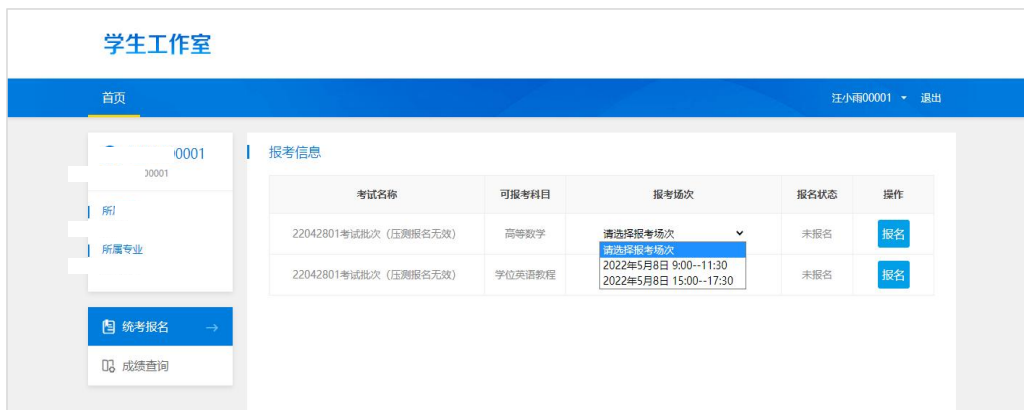 学生工作室
首页
汪小雨00001 退出
00001
00001
所属专业
统考报名 →
成绩查询
报考信息
考试名称 可报考科目 报考场次 报名状态 操作
22042801考试批次（压测报名无效） 高等数学 请选择报考场次 未报名 报名
请选择报考场次
2022年5月8日 9:00--11:30
2022年5月8日 15:00--17:30
22042801考试批次（压测报名无效） 学位英语教程 未报名 报名